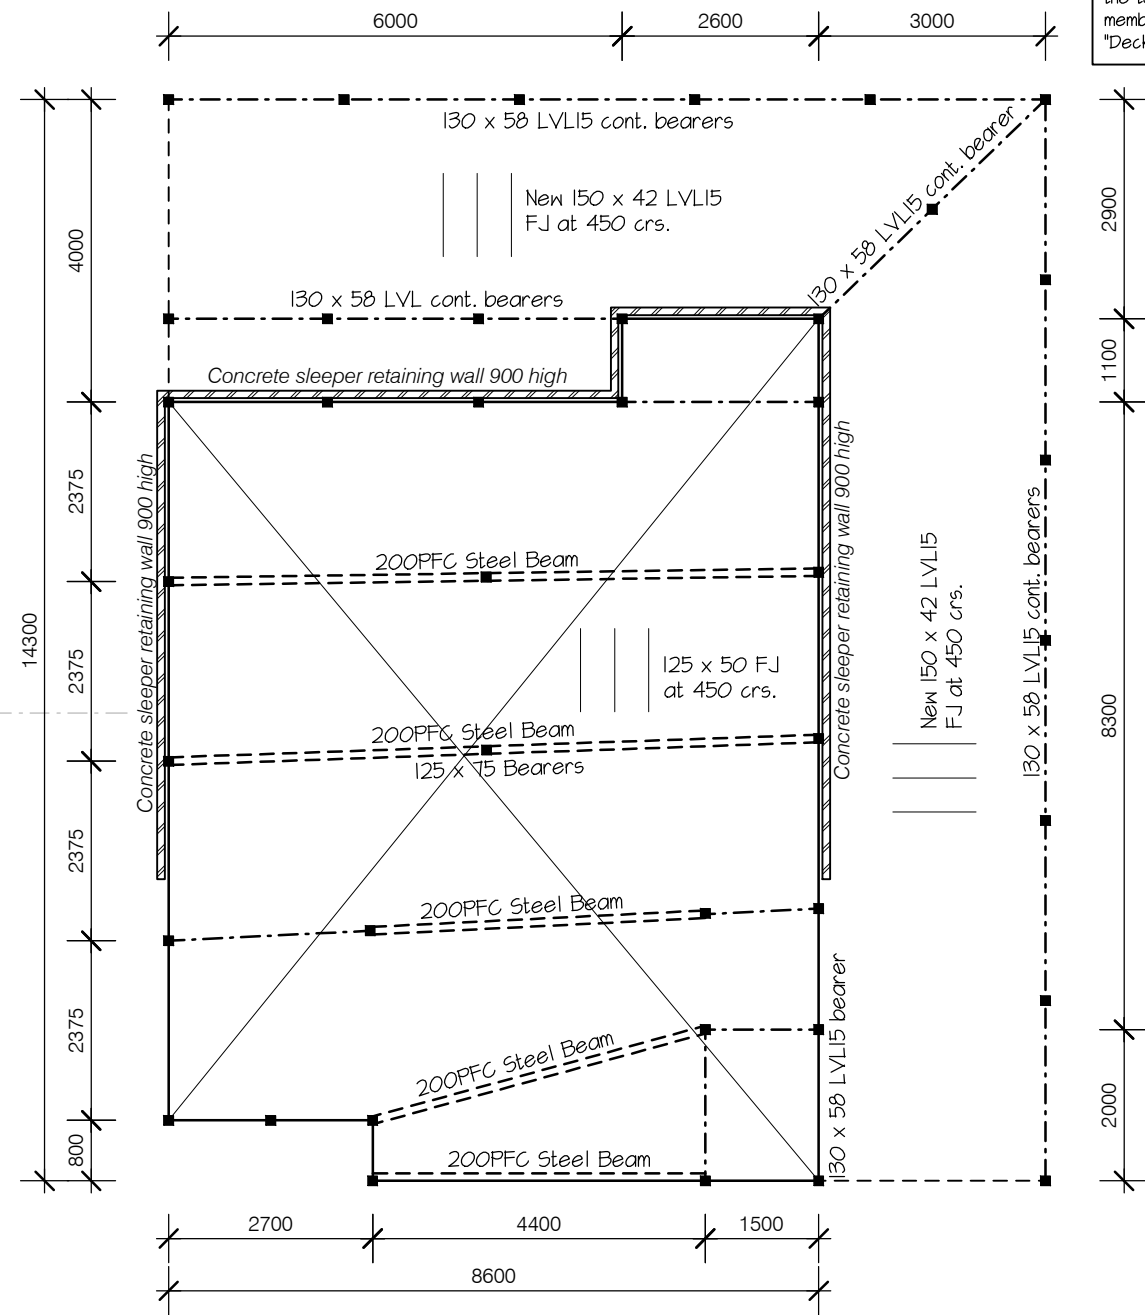 6000
2600
3000
memb
"Deck
130 x 58 LVL15 cont. bearers
130 x 58 LVL15 cont. bearer
New 150 x 42 LVL15
FJ at 450 crs.
2900
4000
130 x 58 LVL cont. bearers
Concrete sleeper retaining wall 900 high
1100
Concrete sleeper retaining wall 900 high
2375
200PFC Steel Beam
Concrete sleeper retaining wall 900 high
New 150 x 42 LVL15
FJ at 450 crs.
130 x 58 LVL15 cont. bearers
14300
2375
125 x 50 FJ
at 450 crs.
8300
200PFC Steel Beam
125 x 75 Bearers
2375
200PFC Steel Beam
2375
200PFC Steel Beam
130 x 58 LVL15 bearer
2000
800
200PFC Steel Beam
2700
4400
1500
8600